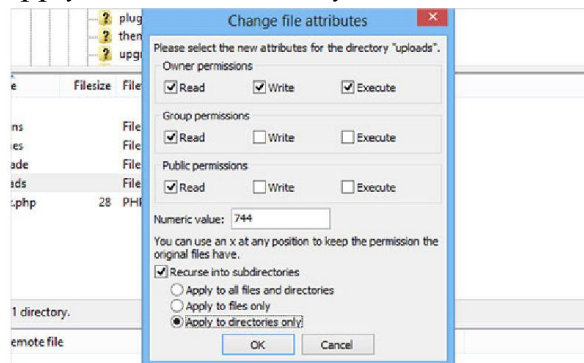 plug
Change file attributes
them
upgr
Please select the new attributes for the directory "uploads".
Owner permissions
Read Write Execute
Filesize File
Group permissions
Read Write Execute
ns File
es File
ade File
Public permissions
ads File
Read Write Execute
.php 28 PHP
Numeric value: 744
You can use an x at any position to keep the permission the
original files have.
Recurse into subdirectories
Apply to all files and directories
1 directory. Apply to files only
Apply to directories only
emote file OK Cancel